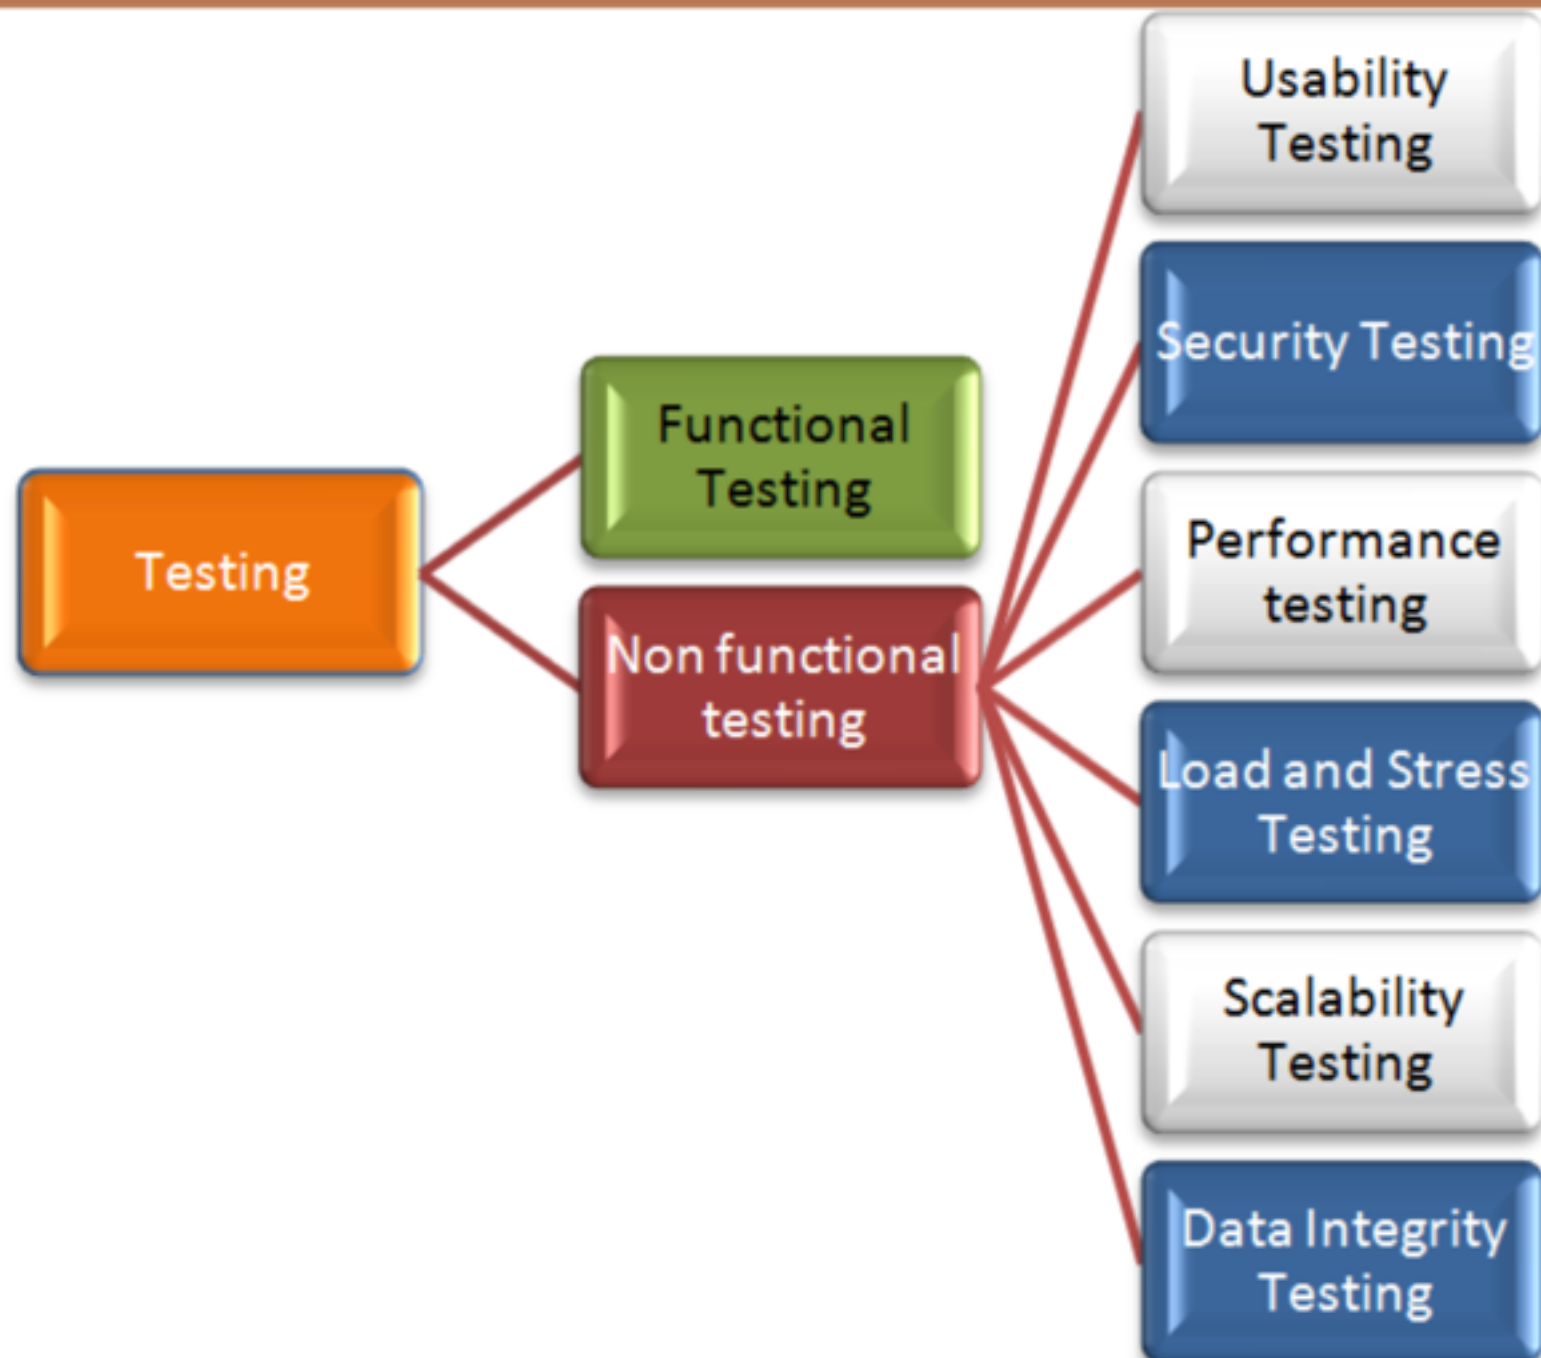 Testing
Functional
Testing
Non functional
testing
Usability
Testing
Security Testing
Performance
testing
Load and Stress
Testing
Scalability
Testing
Data Integrity
Testing